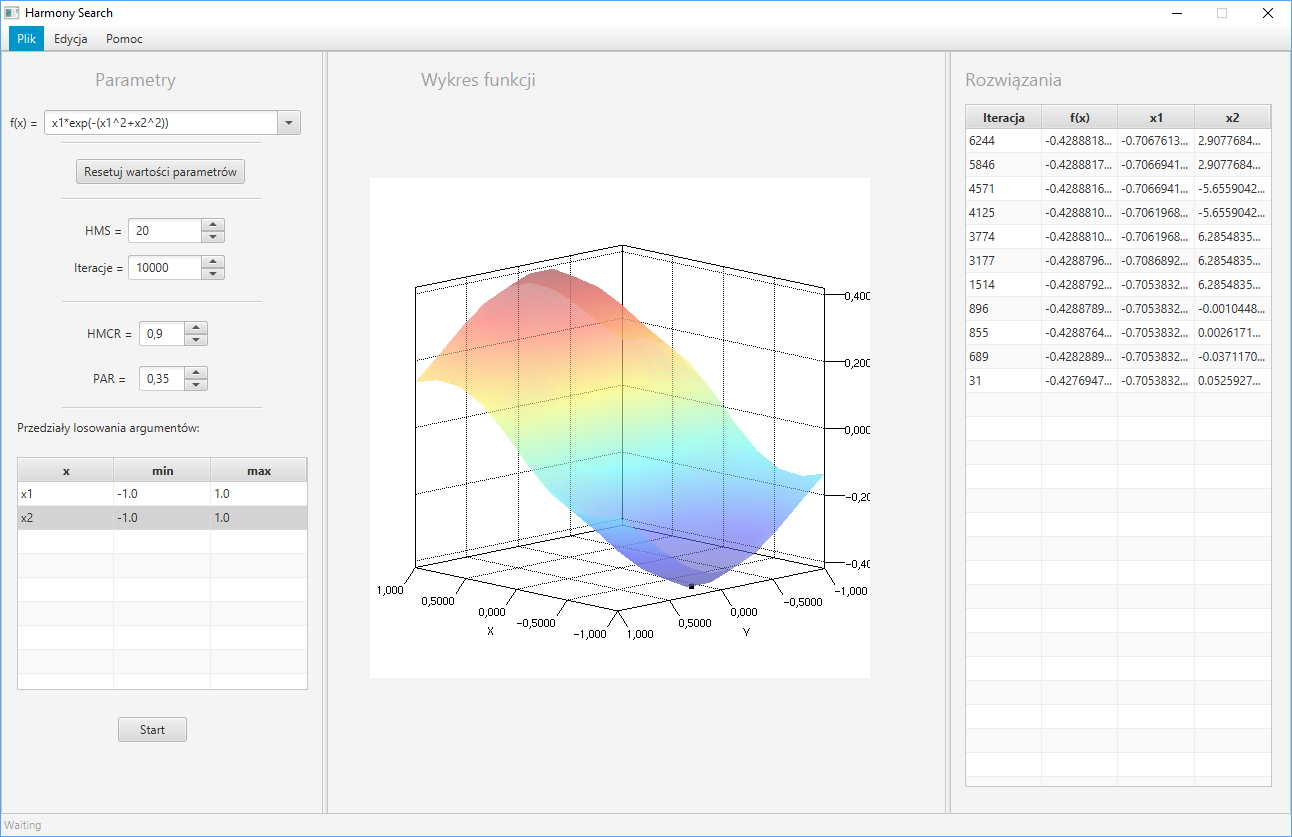 Harmony Search
Plik Edycja Pomoc
Parametry
f(x) = x1*exp(-(x1^2+x2^2))
Resetuj wartości parametrów
HMS = 20
Iteracje = 10000
HMCR = 0,9
PAR = 0,35
Przedziały losowania argumentów:
x min max
x1 -1.0 1.0
x2 -1.0 1.0
Start
Wykres funkcji
0,400
0,200
0,000
-0,20
-0,40
1,000
0,5000
0,000
-0,5000
-1,000
X
1,000
0,5000
0,000
-0,5000
-1,000
Y
Rozwiązania
Iteracja f(x) x1 x2
6244 -0.4288818... -0.7067613... 2.9077684...
5846 -0.4288817... -0.7066941... 2.9077684...
4571 -0.4288816... -0.7066941... -5.6559042...
4125 -0.4288810... -0.7061968... -5.6559042...
3774 -0.4288810... -0.7061968... 6.2854835...
3177 -0.4288796... -0.7086892... 6.2854835...
1514 -0.4288792... -0.7053832... 6.2854835...
896 -0.4288789... -0.7053832... -0.0010448...
855 -0.4288764... -0.7053832... 0.0026171...
689 -0.4282889... -0.7053832... -0.0371170...
31 -0.4276947... -0.7053832... 0.0525927...
Waiting